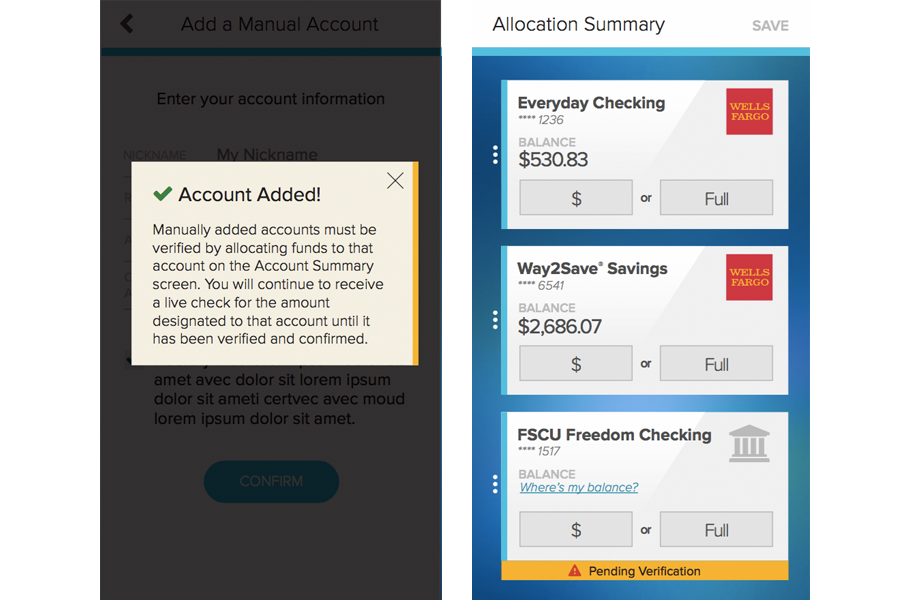 Add a Manual Account
Enter your account information
NICKNAME My Nickname
Account Added!
Manually added accounts must be
verified by allocating funds to that
account on the Account Summary
screen. You will continue to receive
a live check for the amount
designated to that account until it
has been verified and confirmed.
amet avec dolor sit lorem ipsum
dolor sit ameti certvec avec moud
lorem ipsum dolor sit amet.
CONFIRM
Allocation Summary SAVE
Everyday Checking
**** 1236
WELLS
FARGO
BALANCE
$530.83
$ or Full
Way2Save® Savings
**** 6541
WELLS
FARGO
BALANCE
$2,686.07
$ or Full
FSCU Freedom Checking
**** 1517
BALANCE
Where's my balance?
$ or Full
Pending Verification